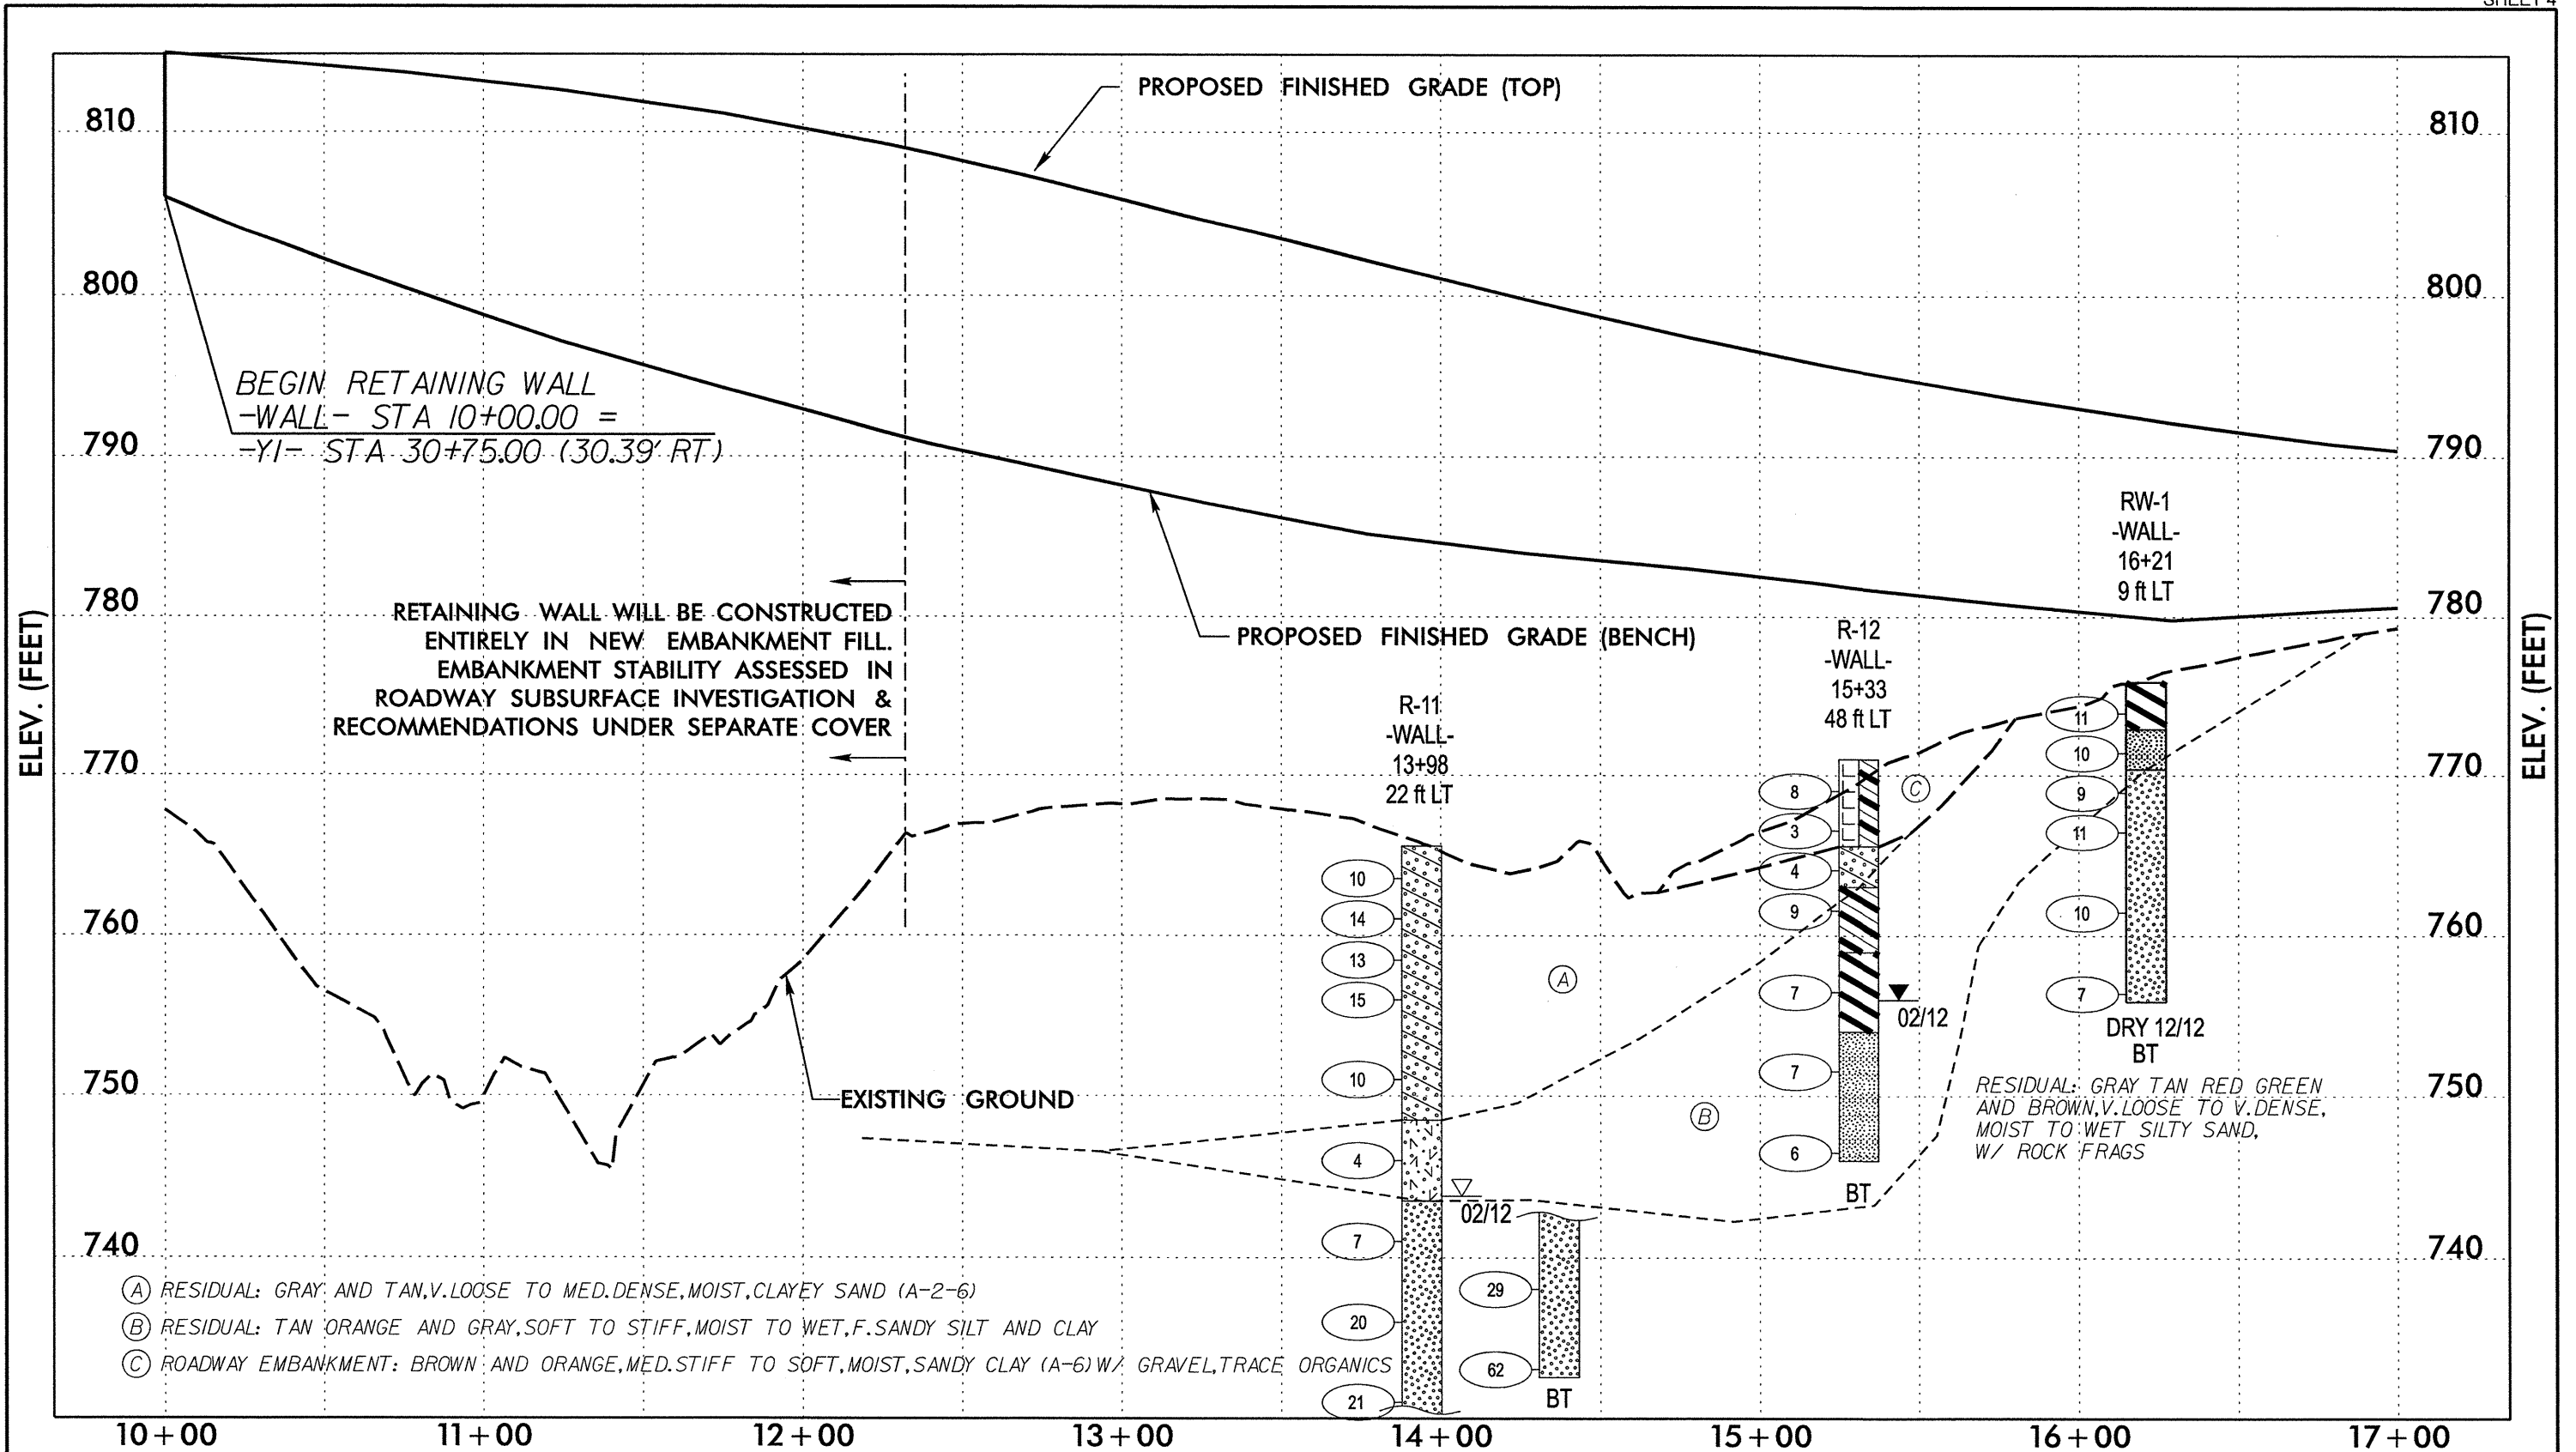 SHEET 4
PROPOSED FINISHED GRADE (TOP)
810
810
800
800
BEGIN RETAINING WALL
-WALL- STA 10+00.00 =
-Y1- STA 30+75.00 (30.39' RT)
790
790
RW-1
-WALL-
16+21
9 ft LT
780
780
RETAINING WALL WILL BE CONSTRUCTED
ENTIRELY IN NEW EMBANKMENT FILL.
EMBANKMENT STABILITY ASSESSED IN
ROADWAY SUBSURFACE INVESTIGATION &
RECOMMENDATIONS UNDER SEPARATE COVER
PROPOSED FINISHED GRADE (BENCH)
R-12
-WALL-
15+33
48 ft LT
R-11
-WALL-
13+98
22 ft LT
ELEV. (FEET)
ELEV. (FEET)
770
770
11
10
9
11
10
7
DRY 12/12
BT
8
3
4
9
7
7
6
C
02/12
BT
10
14
13
15
10
4
7
20
21
A
B
760
760
750
750
EXISTING GROUND
RESIDUAL: GRAY TAN RED GREEN
AND BROWN,V.LOOSE TO V.DENSE,
MOIST TO WET SILTY SAND,
W/ ROCK FRAGS
02/12
29
62
BT
740
740
A RESIDUAL: GRAY AND TAN,V.LOOSE TO MED.DENSE,MOIST,CLAYEY SAND (A-2-6)
B RESIDUAL: TAN ORANGE AND GRAY,SOFT TO STIFF,MOIST TO WET,F.SANDY SILT AND CLAY
C ROADWAY EMBANKMENT: BROWN AND ORANGE,MED.STIFF TO SOFT,MOIST,SANDY CLAY (A-6) W/ GRAVEL,TRACE ORGANICS
10+00 11+00 12+00 13+00 14+00 15+00 16+00 17+00